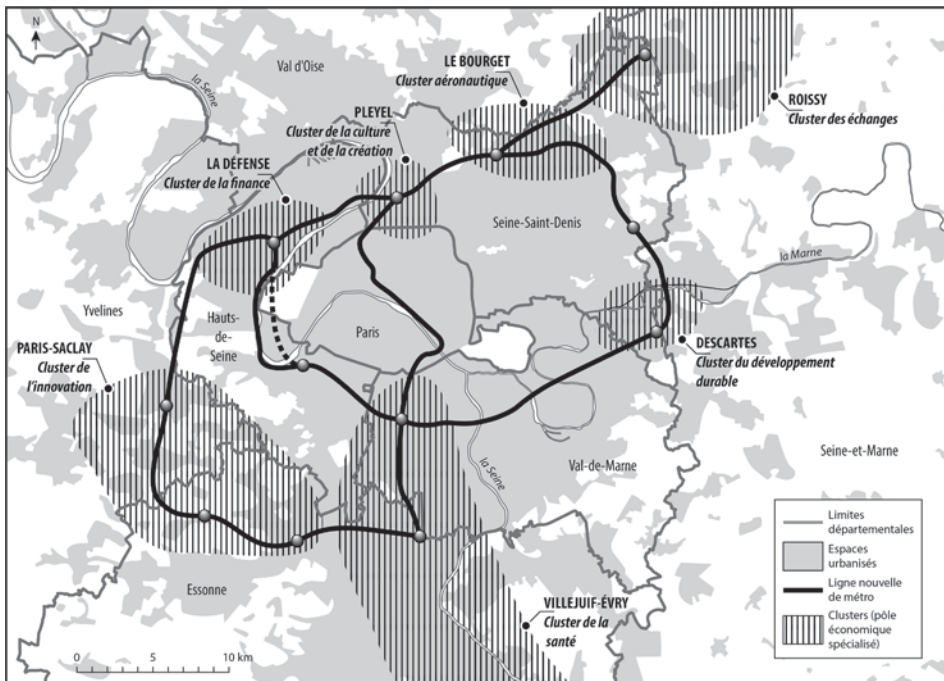 N
la Seine
Val d'Oise
LE BOURGET
Cluster aéronautique
ROISSY
Cluster des échanges
PLEYEL
Cluster de la culture
et de la création
LA DÉFENSE
Cluster de la finance
Seine-Saint-Denis
la Marne
Yvelines
Hauts-
de-
Seine
Paris
PARIS-SACLAY
Cluster de
l'innovation
DESCARTES
Cluster du développement
durable
la Seine
Val-de-Marne
Seine-et-Marne
Essonne
VILLEJUIF-ÉVRY
Cluster de la
santé
Limites
départementales
Espaces
urbanisés
Ligne nouvelle
de métro
Clusters (pôle
économique
spécialisé)
0 5 10 km